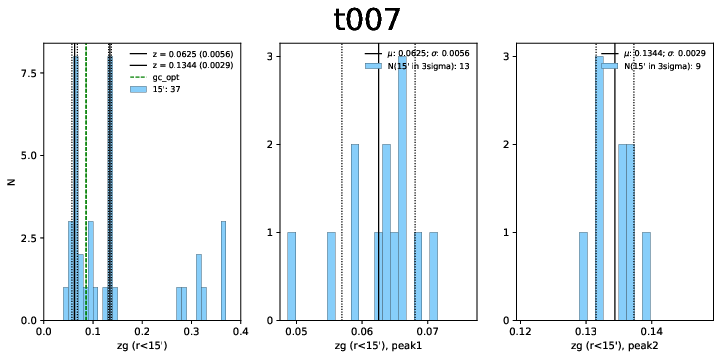 t007
z = 0.0625 (0.0056)
z = 0.1344 (0.0029)
gc_opt
15': 37
N
7.5
5.0
2.5
0.0
0.0 0.1 0.2 0.3 0.4
zg (r<15')
μ: 0.0625; σ: 0.0056
N(15' in 3sigma): 13
3
2
1
0
0.05 0.06 0.07
zg (r<15'), peak1
μ: 0.1344; σ: 0.0029
N(15' in 3sigma): 9
3
2
1
0
0.12 0.13 0.14
zg (r<15'), peak2